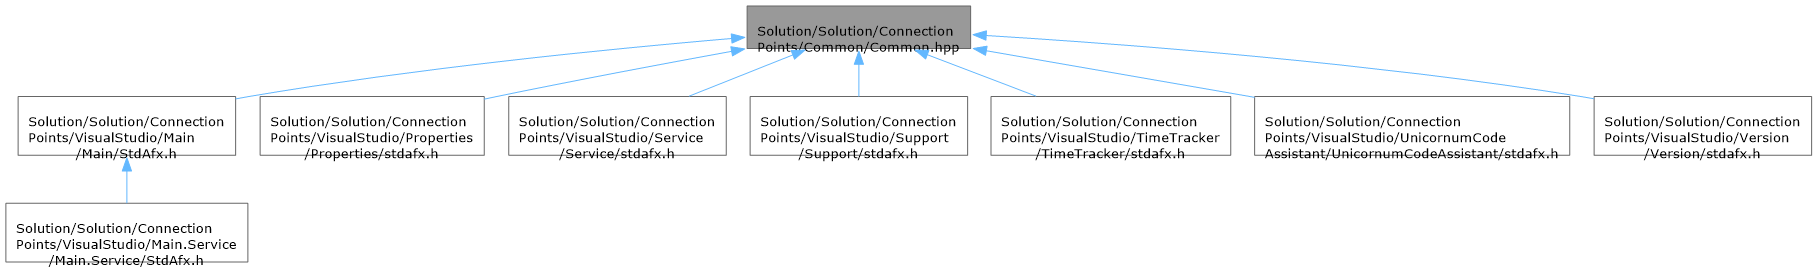 Solution/Solution/Connection
Points/Common/Common.hpp
Solution/Solution/Connection
Points/VisualStudio/Main
/Main/StdAfx.h
Solution/Solution/Connection
Points/VisualStudio/Properties
/Properties/stdafx.h
Solution/Solution/Connection
Points/VisualStudio/Service
/Service/stdafx.h
Solution/Solution/Connection
Points/VisualStudio/Support
/Support/stdafx.h
Solution/Solution/Connection
Points/VisualStudio/TimeTracker
/TimeTracker/stdafx.h
Solution/Solution/Connection
Points/VisualStudio/UnicornumCode
Assistant/UnicornumCodeAssistant/stdafx.h
Solution/Solution/Connection
Points/VisualStudio/Version
/Version/stdafx.h
Solution/Solution/Connection
Points/VisualStudio/Main.Service
/Main.Service/StdAfx.h